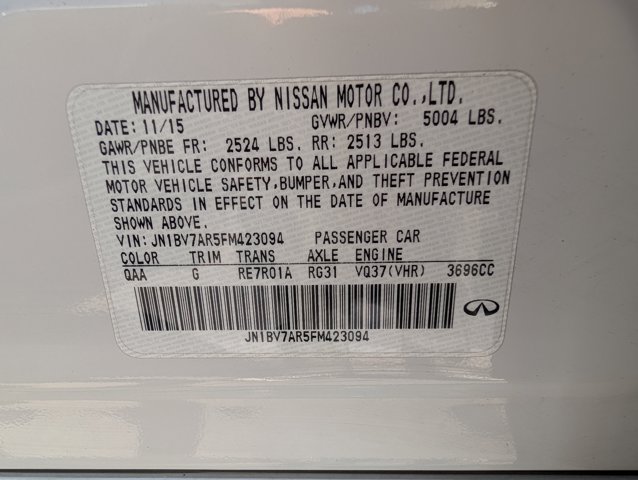 MANUFACTURED BY NISSAN MOTOR CO.,LTD.
DATE: 11/15 GVWR/PNBV: 5004 LBS.
GAWR/PNBE FR: 2524 LBS. RR: 2513 LBS.
THIS VEHICLE CONFORMS TO ALL APPLICABLE FEDERAL
MOTOR VEHICLE SAFETY,BUMPER,AND THEFT PREVENTION
STANDARDS IN EFFECT ON THE DATE OF MANUFACTURE
SHOWN ABOVE.
VIN: JN1BV7AR5FM423094 PASSENGER CAR
COLOR TRIM TRANS AXLE ENGINE
QAA G RE7R01A RG31 VQ37(VHR) 3696CC
JN1BV7AR5FM423094